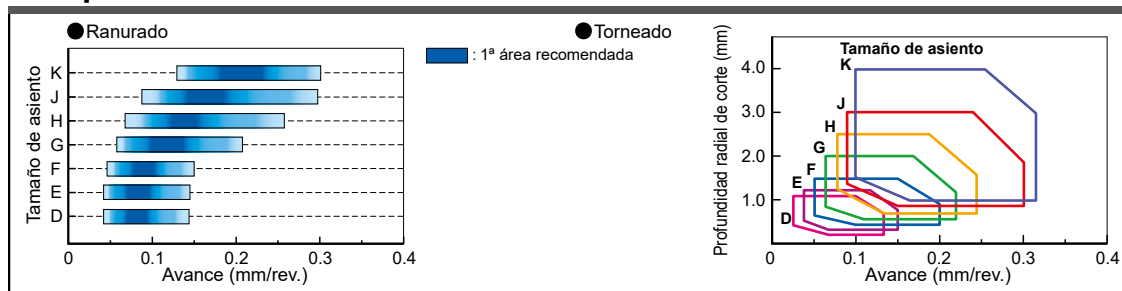 ●Ranurado
Tamaño de asiento
K
J
H
G
F
E
D
0
0.1
0.2
0.3
0.4
Avance (mm/rev.)
: 1ª área recomendada
●Torneado
Profundidad radial de corte (mm)
Tamaño de asiento
4.0
3.0
2.0
1.0
K
J
H
G
F
E
D
0
0.1
0.2
0.3
0.4
Avance (mm/rev.)